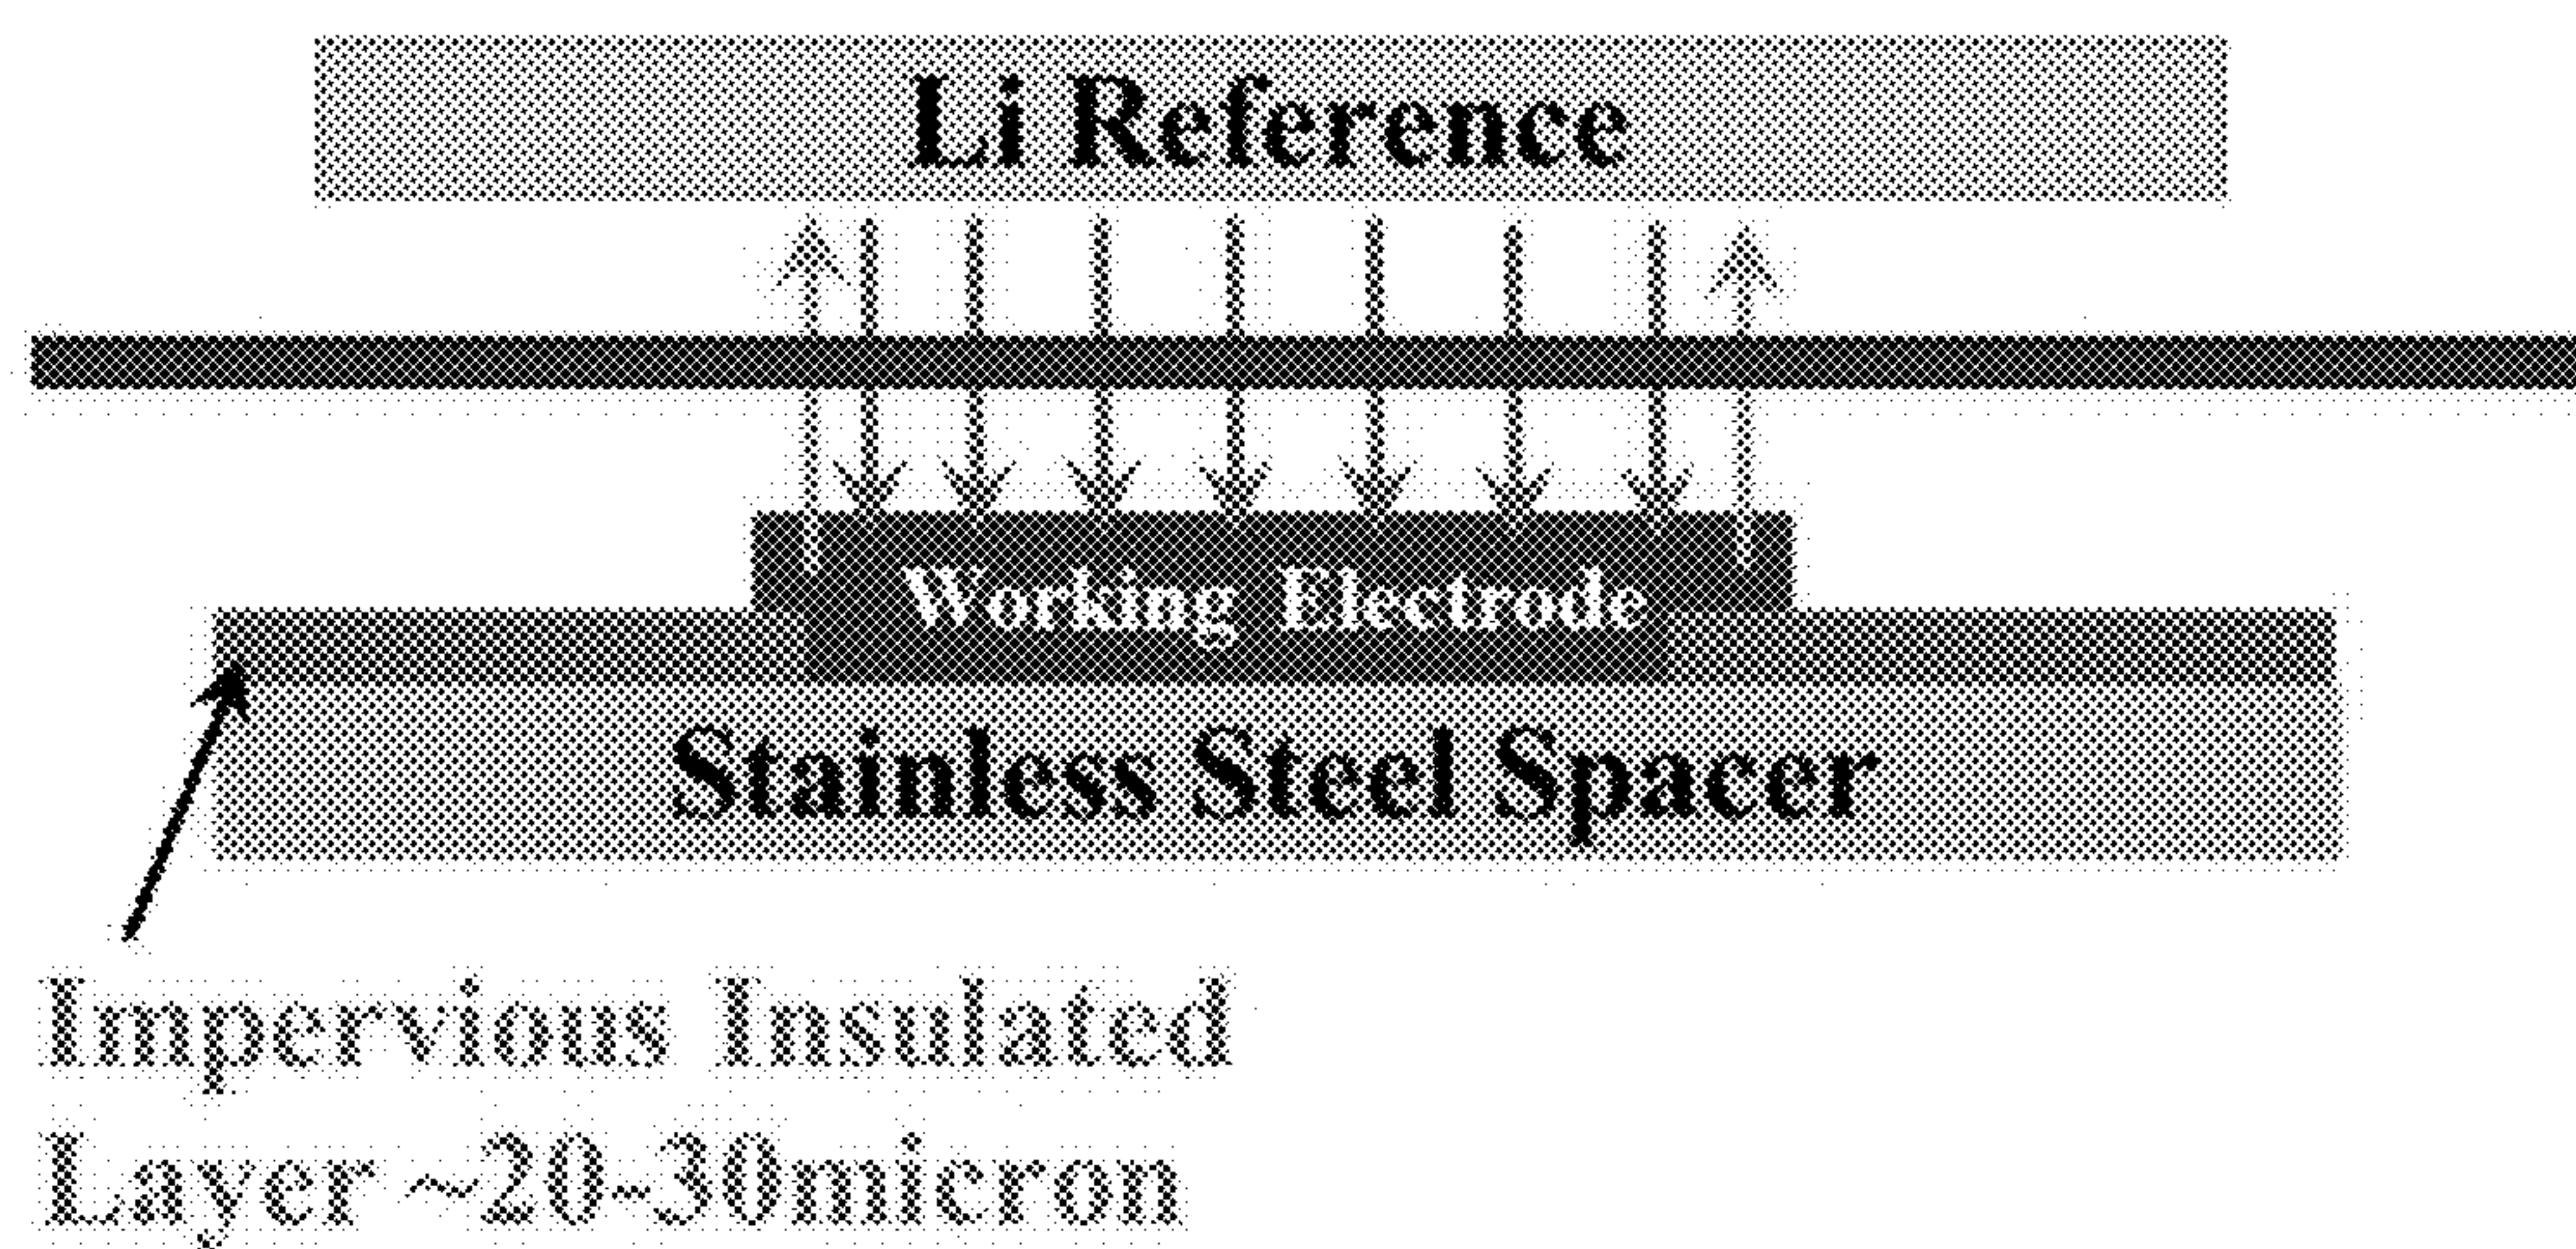 Li Reference
Working Electrode
Stainless Steel Spacer
Impervious Insulated
Layer ~20-30micron